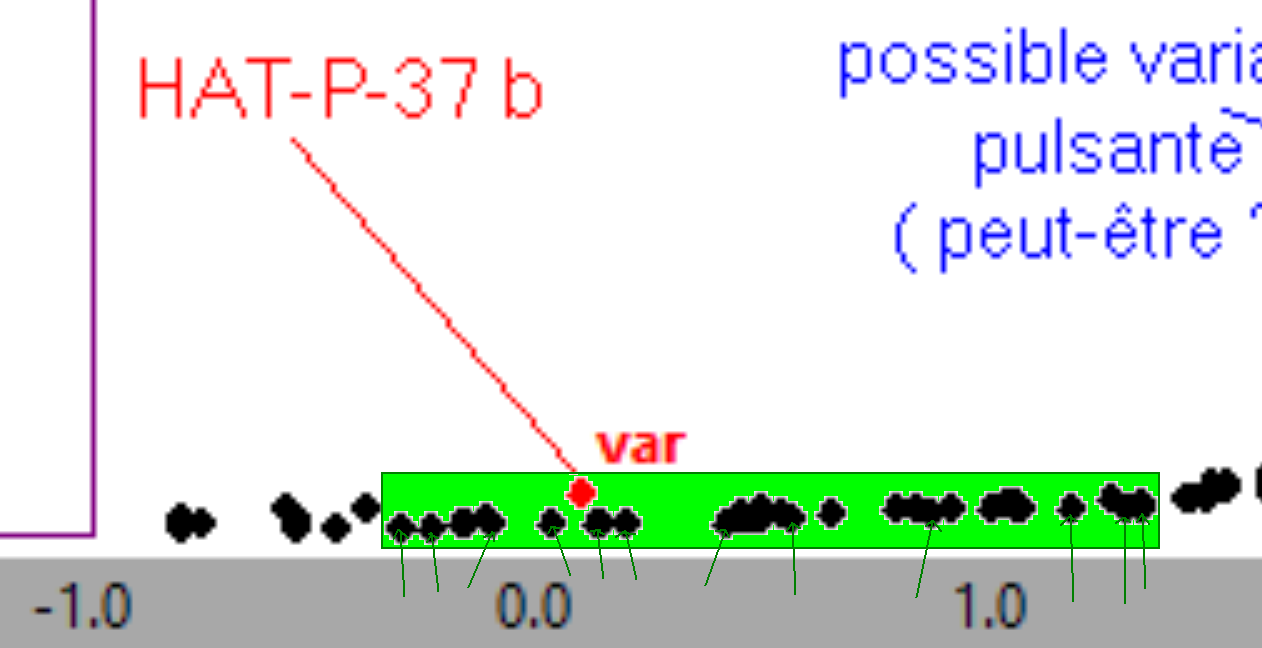 HAT-P-37 b
possible varia
pulsante
( peut-être ?
var
-1.0 0.0 1.0